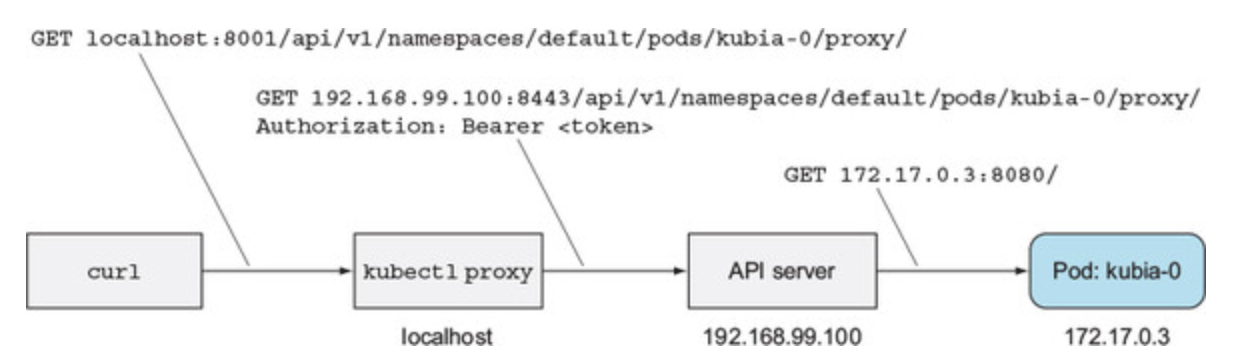 GET localhost:8001/api/v1/namespaces/default/pods/kubia-0/proxy/
GET 192.168.99.100:8443/api/v1/namespaces/default/pods/kubia-0/proxy/
Authorization: Bearer <token>
GET 172.17.0.3:8080/
curl
kubectl proxy
API server
Pod: kubia-0
localhost
192.168.99.100
172.17.0.3